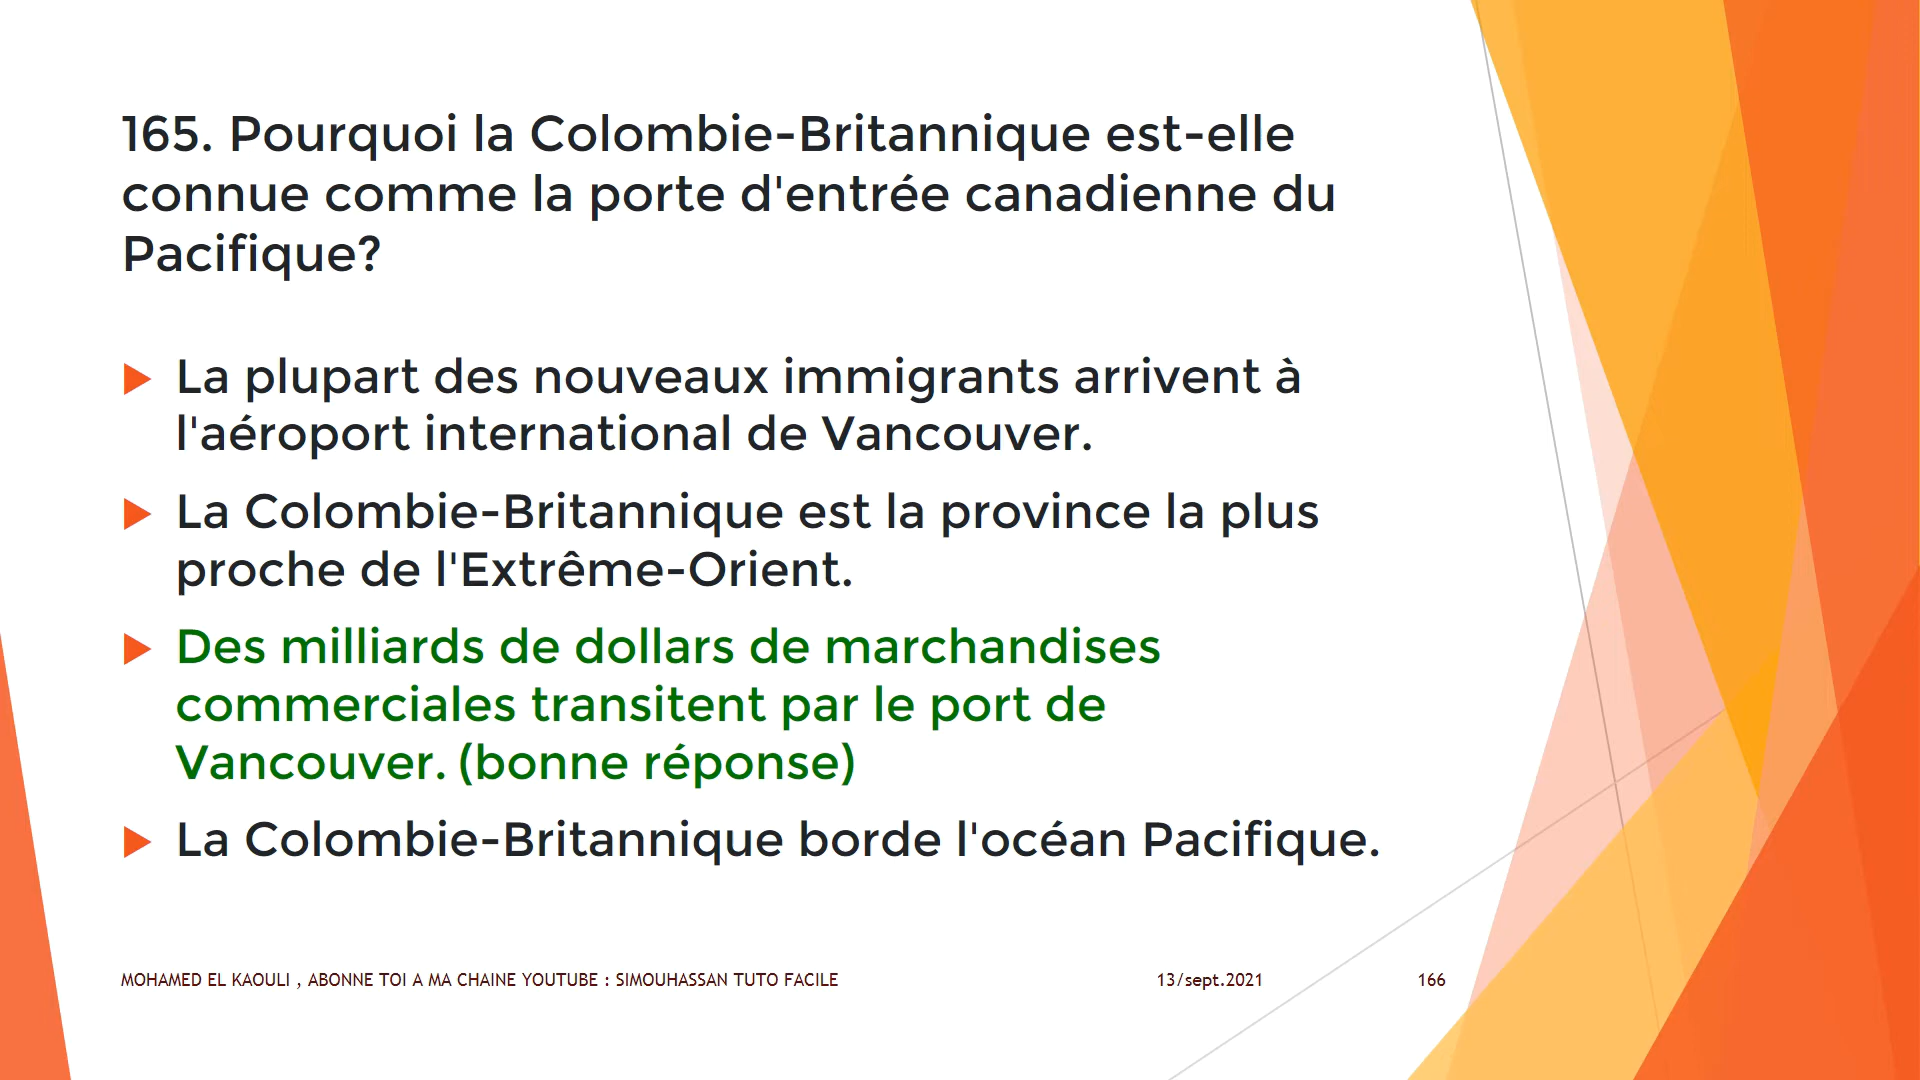 165. Pourquoi la Colombie-Britannique est-elle
connue comme la porte d'entrée canadienne du
Pacifique?
La plupart des nouveaux immigrants arrivent à
l'aéroport international de Vancouver.
La Colombie-Britannique est la province la plus
proche de l'Extrême-Orient.
Des milliards de dollars de marchandises
commerciales transitent par le port de
Vancouver. (bonne réponse)
La Colombie-Britannique borde l'océan Pacifique.
MOHAMED EL KAOULI , ABONNE TOI A MA CHAINE YOUTUBE : SIMOUHASSAN TUTO FACILE 13/sept.2021 166